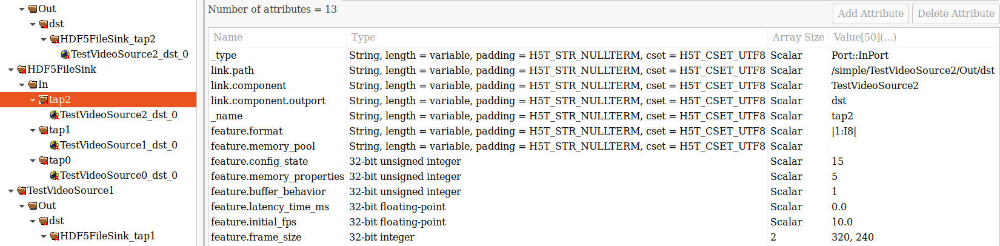 Out
dst
HDF5FileSink_tap2
TestVideoSource2_dst_0
HDF5FileSink
In
tap2
TestVideoSource2_dst_0
tap1
TestVideoSource1_dst_0
tap0
TestVideoSource0_dst_0
TestVideoSource1
Out
dst
HDF5FileSink_tap1
Number of attributes = 13
Add Attribute Delete Attribute
Name Type Array Size Value[50](...)
_type String, length = variable, padding = H5T_STR_NULLTERM, cset = H5T_CSET_UTF8 Scalar Port::InPort
link.path String, length = variable, padding = H5T_STR_NULLTERM, cset = H5T_CSET_UTF8 Scalar /simple/TestVideoSource2/Out/dst
link.component String, length = variable, padding = H5T_STR_NULLTERM, cset = H5T_CSET_UTF8 Scalar TestVideoSource2
link.component.outport String, length = variable, padding = H5T_STR_NULLTERM, cset = H5T_CSET_UTF8 Scalar dst
_name String, length = variable, padding = H5T_STR_NULLTERM, cset = H5T_CSET_UTF8 Scalar tap2
feature.format String, length = variable, padding = H5T_STR_NULLTERM, cset = H5T_CSET_UTF8 Scalar |1:I8|
feature.memory_pool String, length = variable, padding = H5T_STR_NULLTERM, cset = H5T_CSET_UTF8 Scalar
feature.config_state 32-bit unsigned integer Scalar 15
feature.memory_properties 32-bit unsigned integer Scalar 5
feature.buffer_behavior 32-bit unsigned integer Scalar 1
feature.latency_time_ms 32-bit floating-point Scalar 0.0
feature.initial_fps 32-bit floating-point Scalar 10.0
feature.frame_size 32-bit integer 2 320, 240